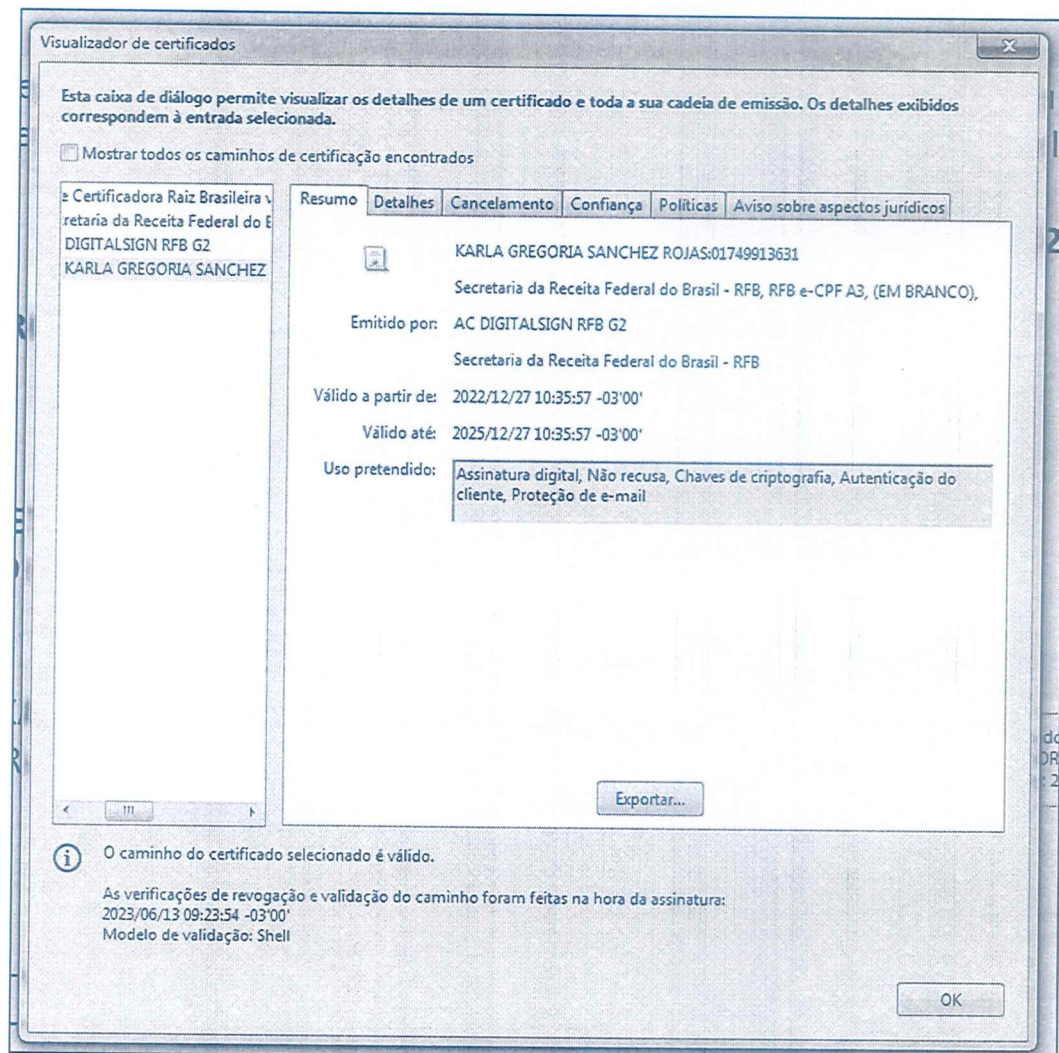 Visualizador de certificados
Esta caixa de diálogo permite visualizar os detalhes de um certificado e toda a sua cadeia de emissão. Os detalhes exibidos
correspondem à entrada selecionada.
Mostrar todos os caminhos de certificação encontrados
e Certificadora Raiz Brasileira v
retaria da Receita Federal do B
DIGITALSIGN RFB G2
KARLA GREGORIA SANCHEZ
Resumo Detalhes Cancelamento Confiança Políticas Aviso sobre aspectos jurídicos
KARLA GREGORIA SANCHEZ ROJAS:01749913631
Secretaria da Receita Federal do Brasil - RFB, RFB e-CPF A3, (EM BRANCO),
Emitido por: AC DIGITALSIGN RFB G2
Secretaria da Receita Federal do Brasil - RFB
Válido a partir de: 2022/12/27 10:35:57 -03'00'
Válido até: 2025/12/27 10:35:57 -03'00'
Uso pretendido: Assinatura digital, Não recusa, Chaves de criptografia, Autenticação do
cliente, Proteção de e-mail
Exportar...
O caminho do certificado selecionado é válido.
As verificações de revogação e validação do caminho foram feitas na hora da assinatura:
2023/06/13 09:23:54 -03'00'
Modelo de validação: Shell
OK